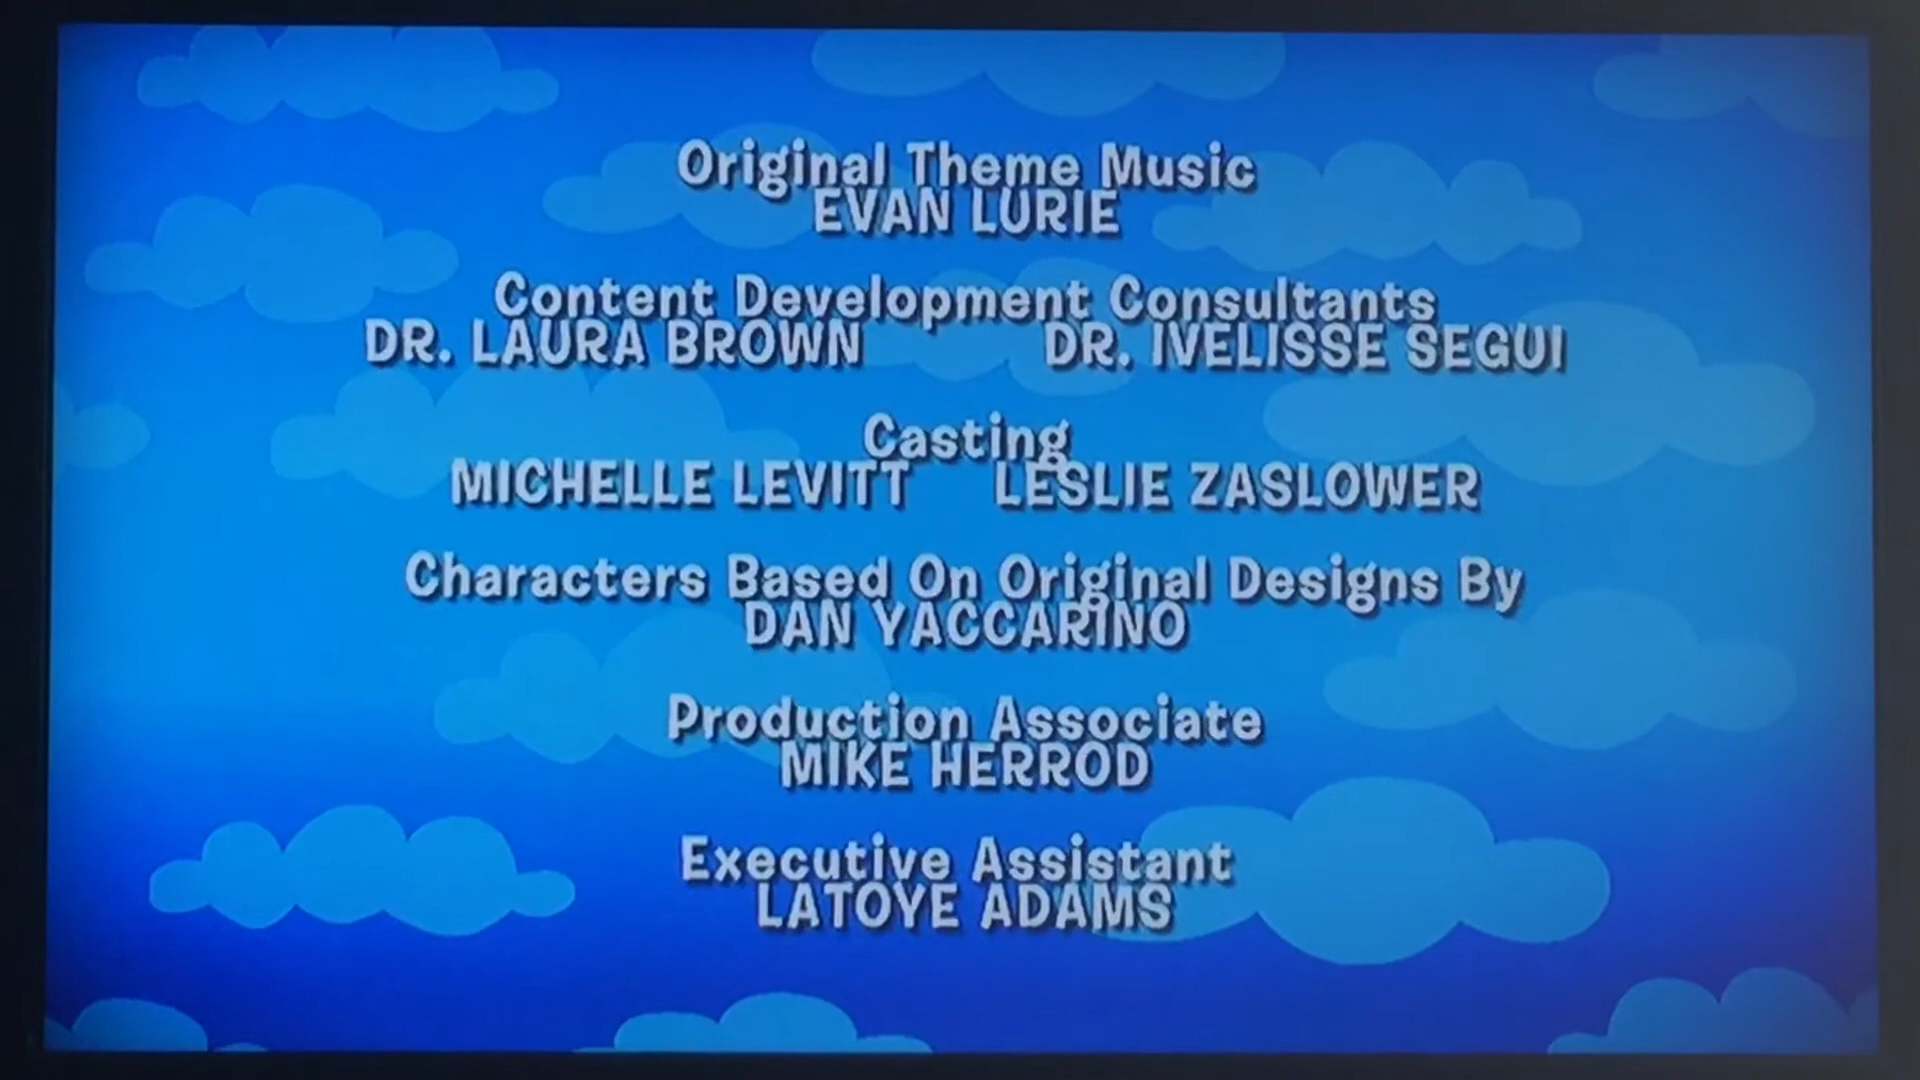 Original Theme Music
EVAN LURIE
Content Development Consultants
DR. LAURA BROWN DR. IVELISSE SEGUI
Casting
MICHELLE LEVITT LESLIE ZASLOWER
Characters Based On Original Designs By
DAN YACCARINO
Production Associate
MIKE HERROD
Executive Assistant
LATOYE ADAMS